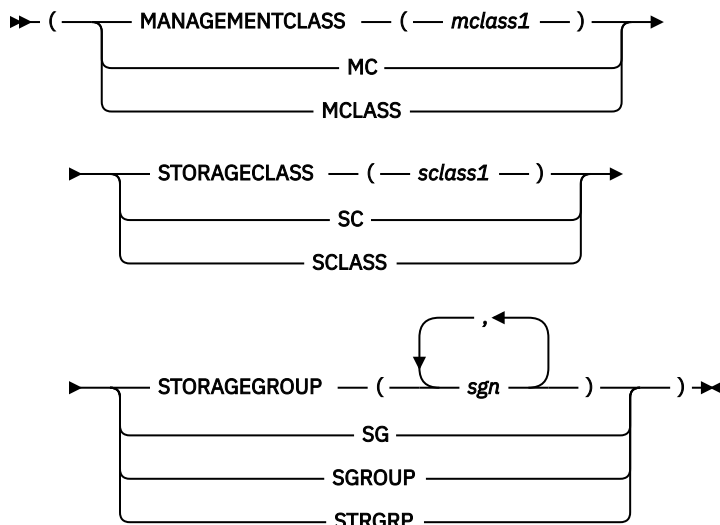 ( MANAGEMENTCLASS ( mclass1 )
MC
MCLASS
STORAGECLASS ( sclass1 )
SC
SCLASS
,
STORAGEGROUP ( sgn ) )
SG
SGROUP
STRGRP